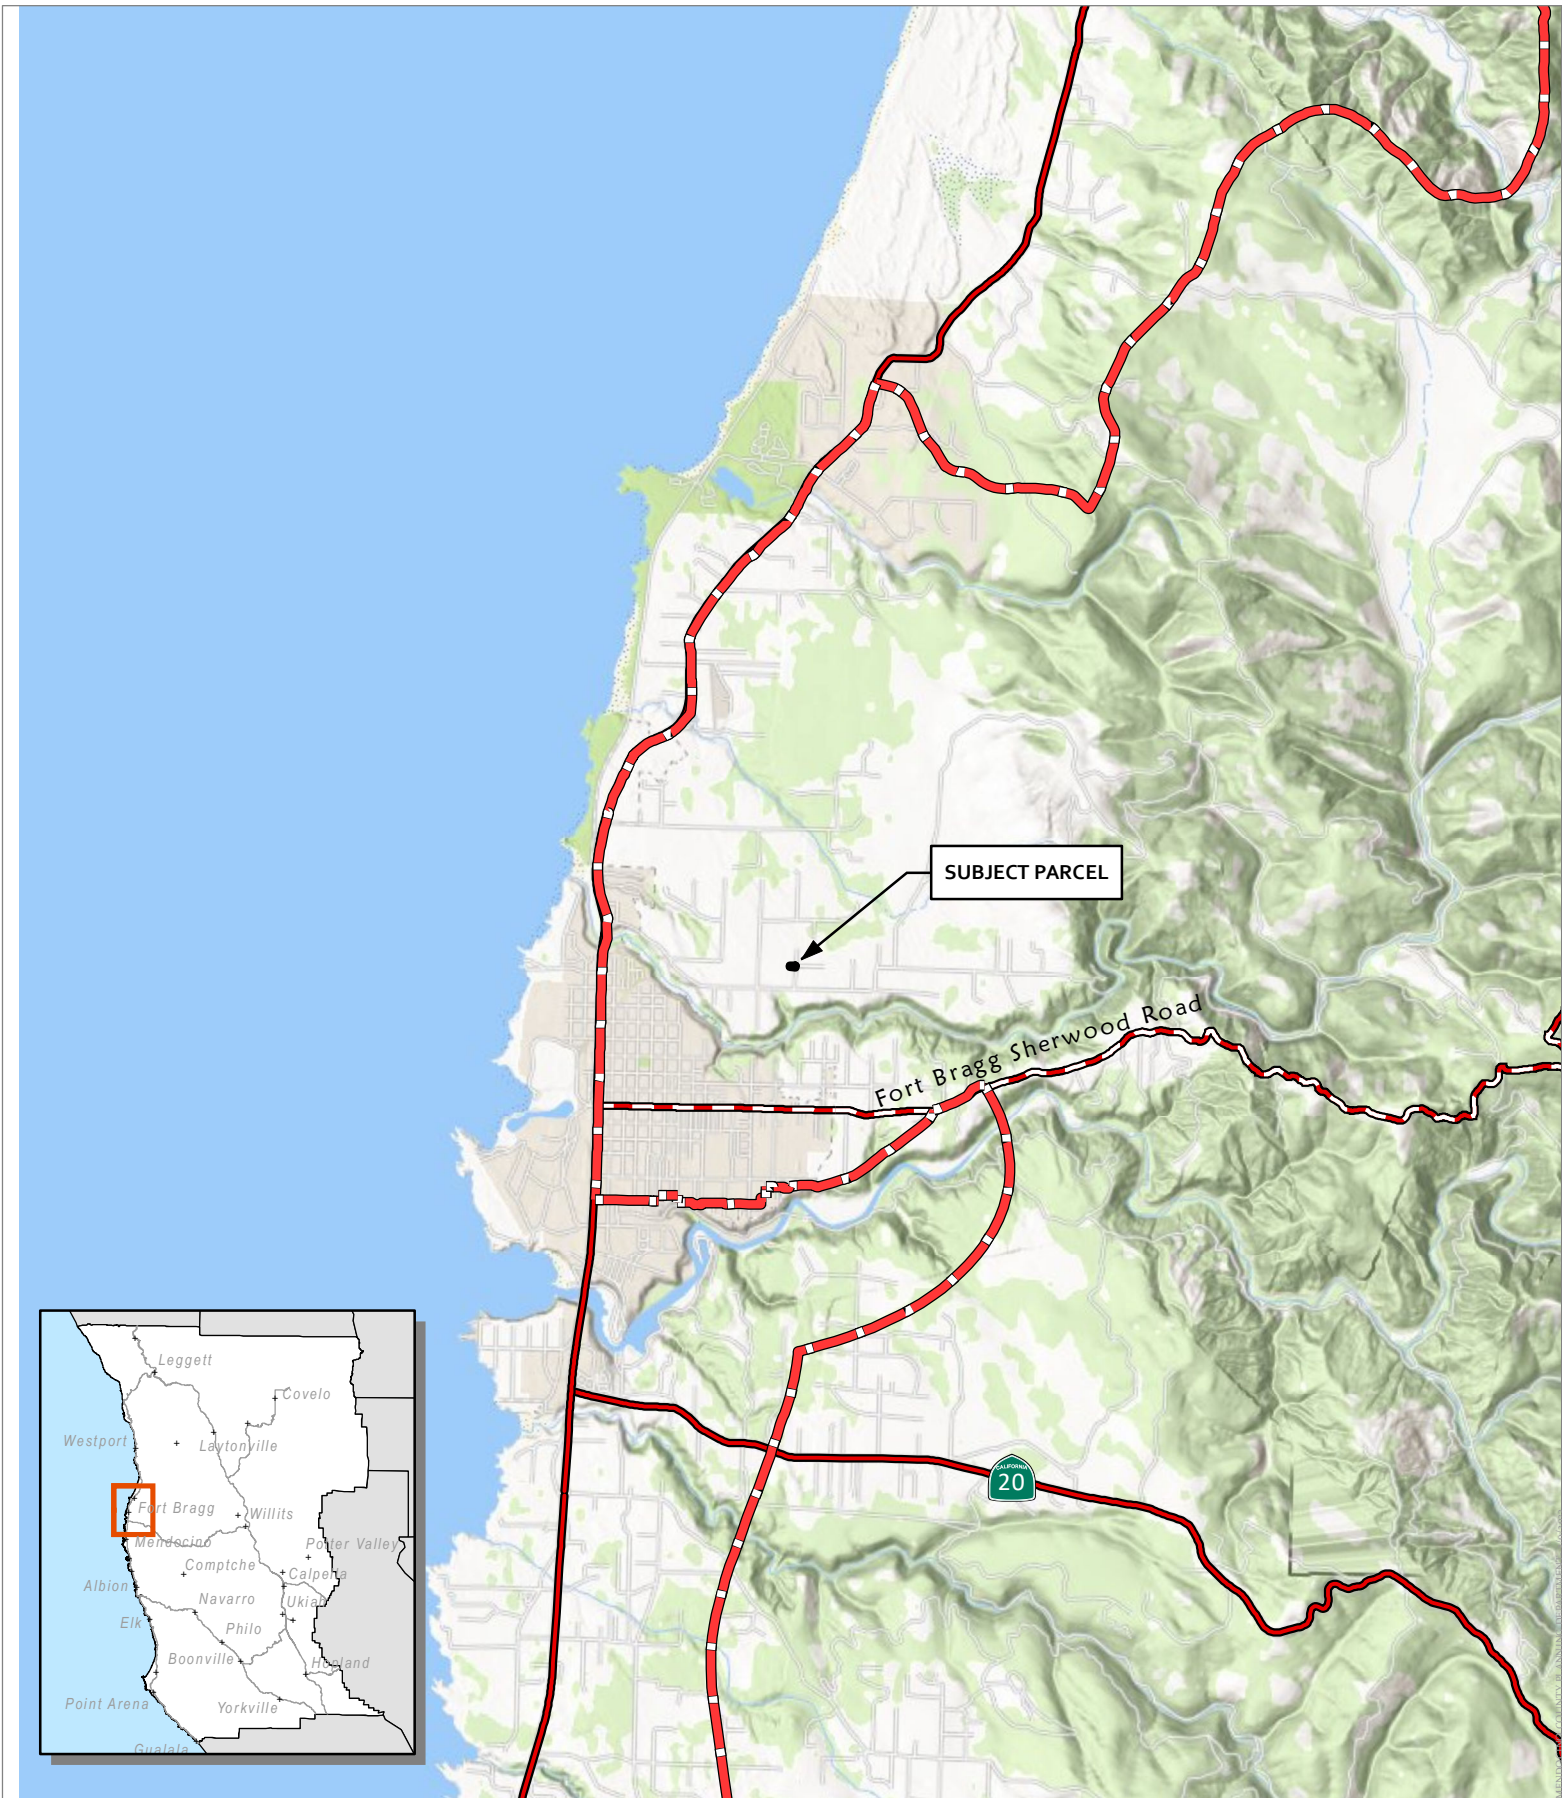 SUBJECT PARCEL
Fort Bragg Sherwood Road
CALIFORNIA
20
Leggett
Covelo
Westport
Laytonville
Fort Bragg
Willits
Mendocino
Potter Valley
Comptche
Calpella
Albion
Navarro
Ukiah
Elk
Philo
Boonville
Hopland
Point Arena
Yorkville
Gualala